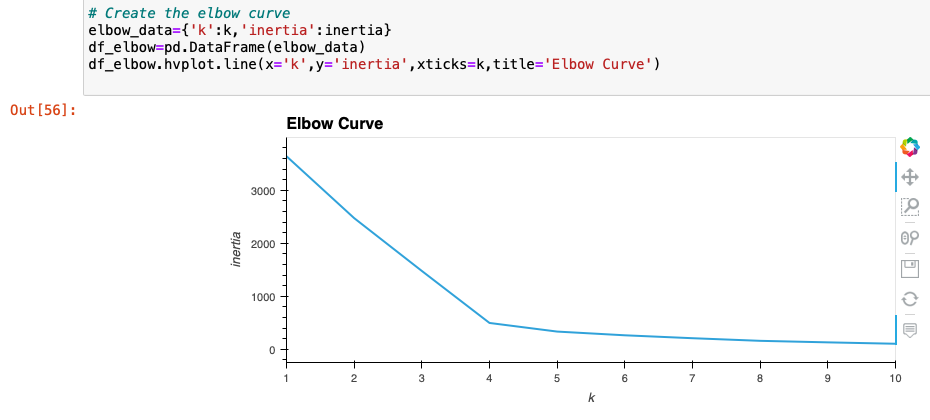 # Create the elbow curve
elbow_data={'k':k,'inertia':inertia}
df_elbow=pd.DataFrame(elbow_data)
df_elbow.hvplot.line(x='k',y='inertia',xticks=k,title='Elbow Curve')
Out[56]:
Elbow Curve
3000
2000
1000
0
inertia
1 2 3 4 5 6 7 8 9 10
k